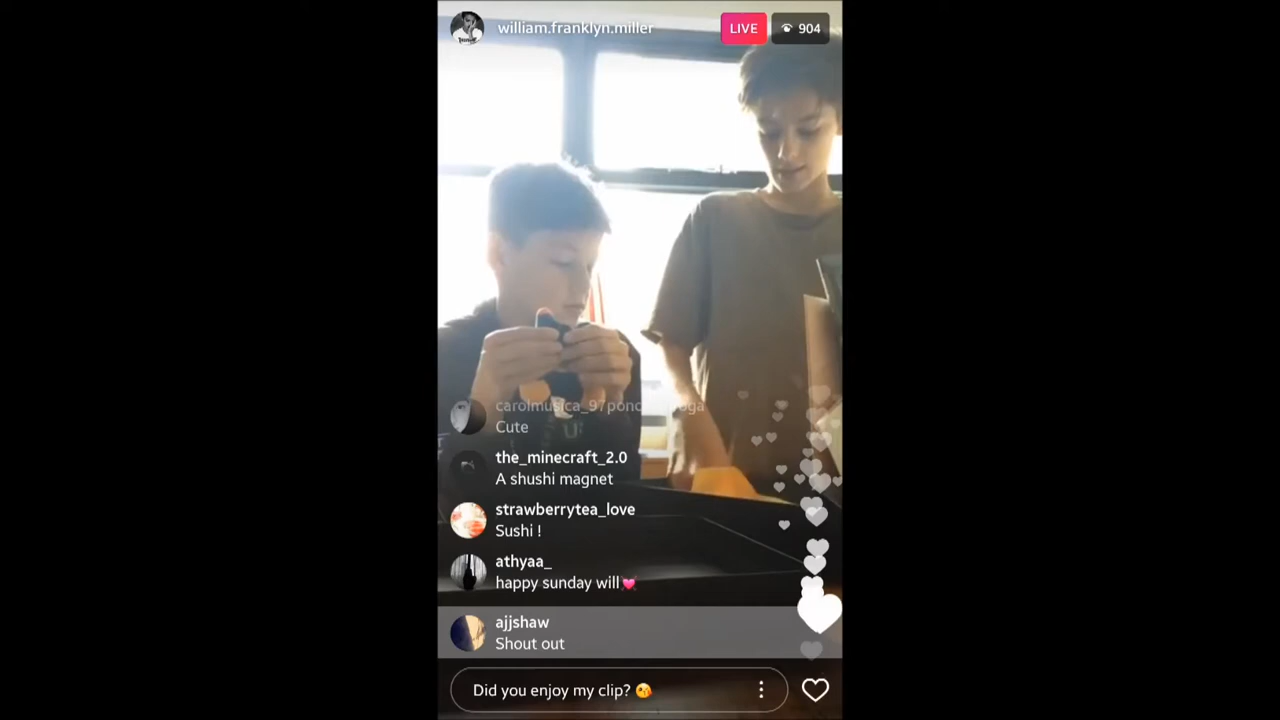 william.franklyn.miller
LIVE
904
Cute
the_minecraft_2.0
A shushi magnet
strawberrytea_love
Sushi !
athyaa_
happy sunday will💓
ajjshaw
Shout out
Did you enjoy my clip? 😘